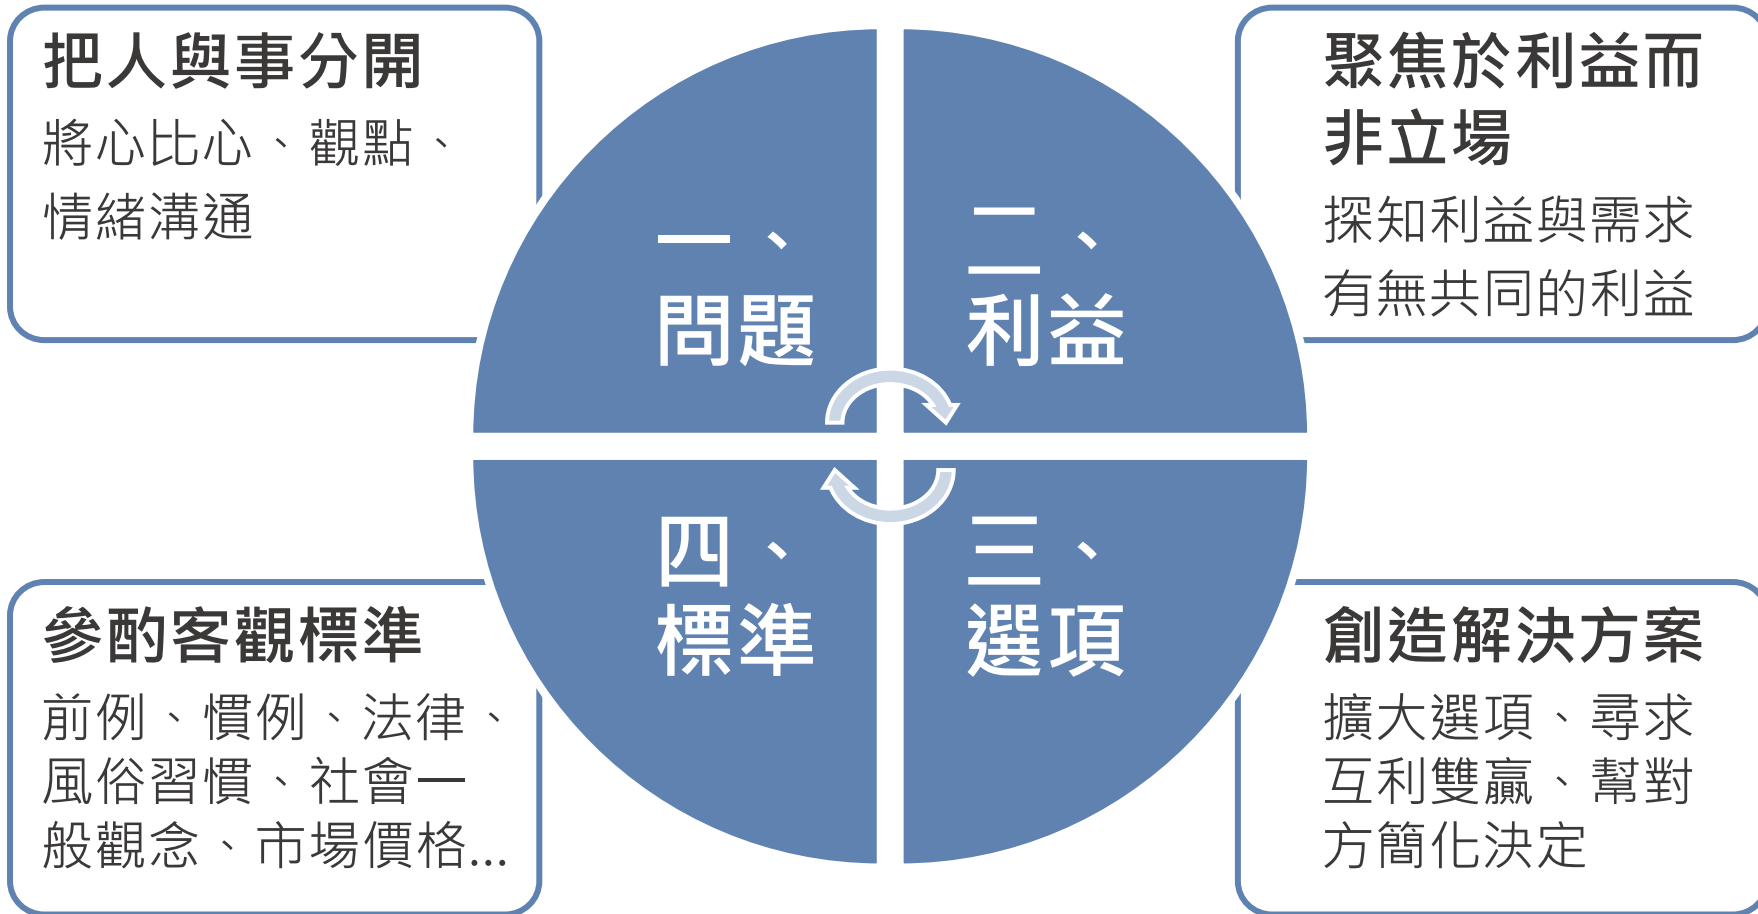 把人與事分開
將心比心、觀點、
情緒溝通
一、
問題
二、
利益
聚焦於利益而
非立場
探知利益與需求
有無共同的利益
四、
標準
三、
選項
參酌客觀標準
前例、慣例、法律、
風俗習慣、社會一
般觀念、市場價格...
創造解決方案
擴大選項、尋求
互利雙贏、幫對
方簡化決定